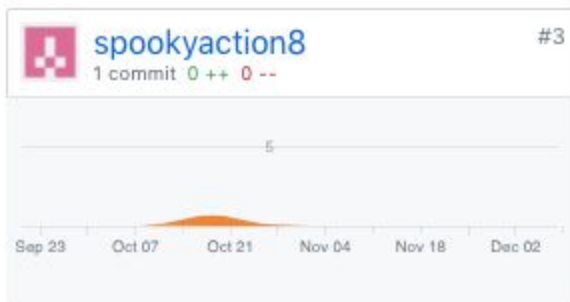 spookyaction8
#3
1 commit 0 ++ 0 --
5
Sep 23 Oct 07 Oct 21 Nov 04 Nov 18 Dec 02